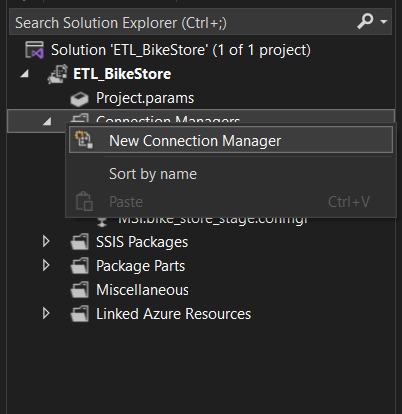 Search Solution Explorer (Ctrl+;)
Solution 'ETL_BikeStore' (1 of 1 project)
ETL_BikeStore
Project.params
Connection Managers
New Connection Manager
Sort by name
Paste Ctrl+V
MSI.bike_store_stage.conmgr
SSIS Packages
Package Parts
Miscellaneous
Linked Azure Resources